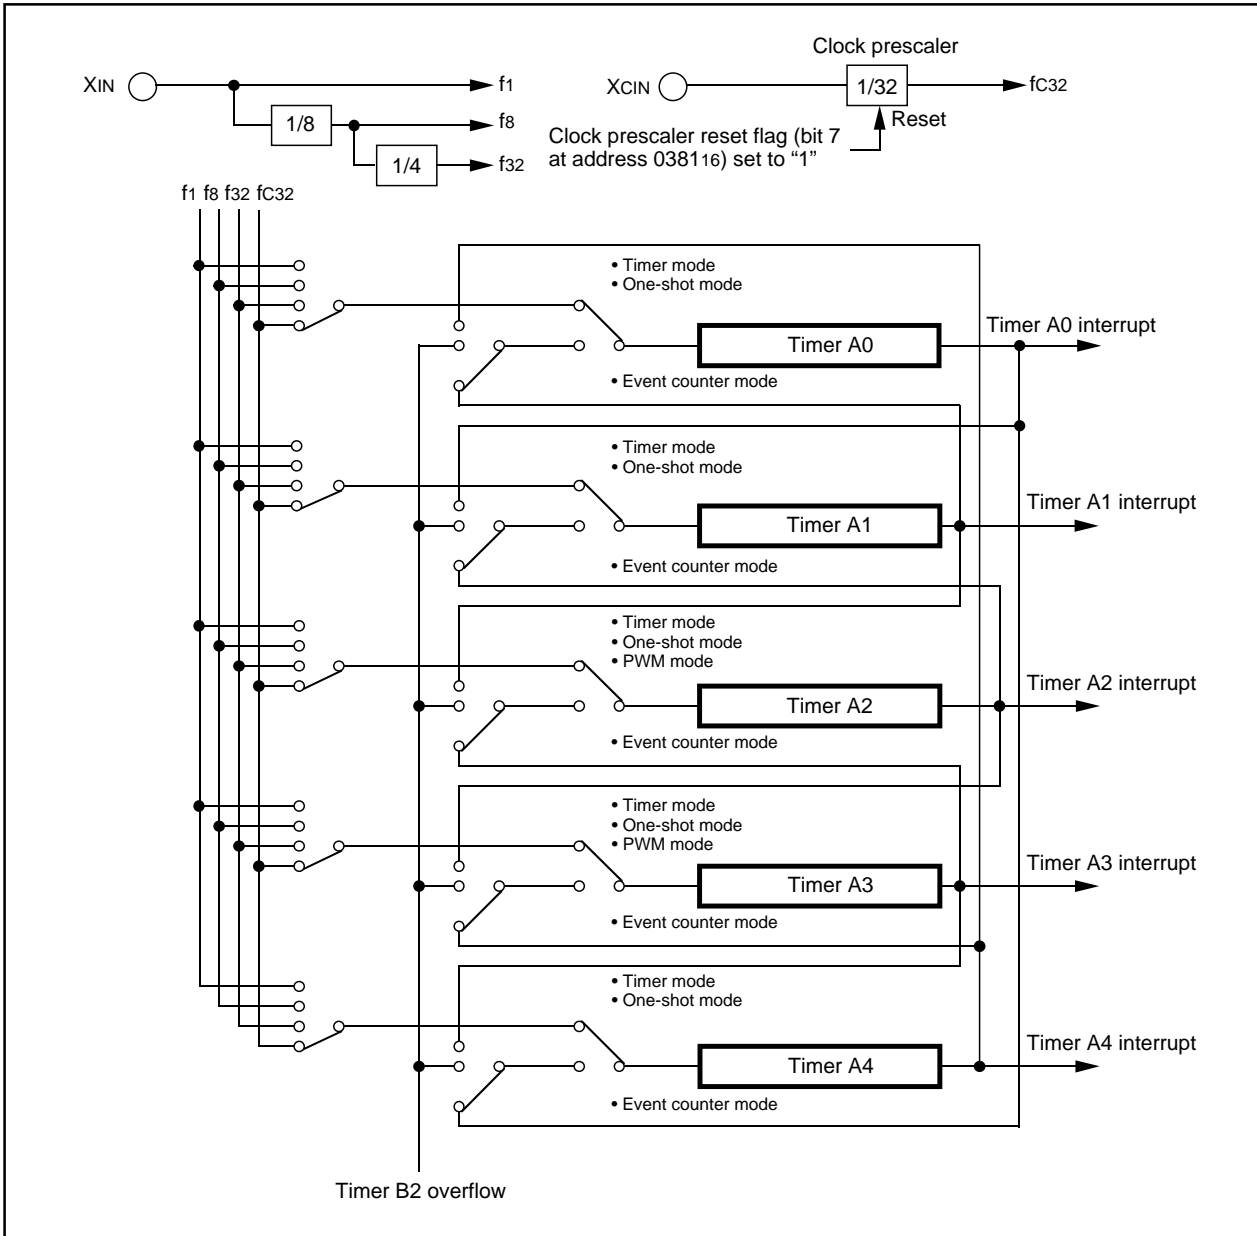 Clock prescaler
XIN
f1
XCIN
1/32
fC32
1/8
f8
Reset
Clock prescaler reset flag (bit 7
at address 038116) set to “1”
1/4
f32
f1 f8 f32 fC32
• Timer mode
• One-shot mode
Timer A0 interrupt
Timer A0
• Event counter mode
• Timer mode
• One-shot mode
Timer A1 interrupt
Timer A1
• Event counter mode
• Timer mode
• One-shot mode
• PWM mode
Timer A2 interrupt
Timer A2
• Event counter mode
• Timer mode
• One-shot mode
• PWM mode
Timer A3 interrupt
Timer A3
• Event counter mode
• Timer mode
• One-shot mode
Timer A4 interrupt
Timer A4
• Event counter mode
Timer B2 overflow